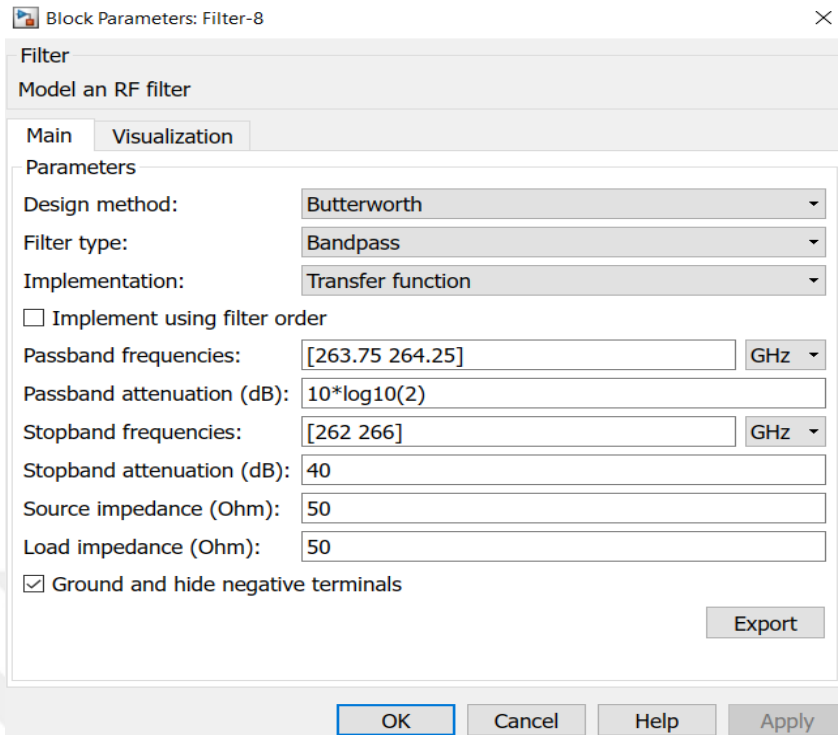 Block Parameters: Filter-8
Filter
Model an RF filter
Main Visualization
Parameters
Design method: Butterworth
Filter type: Bandpass
Implementation: Transfer function
Implement using filter order
Passband frequencies: [263.75 264.25] GHz
Passband attenuation (dB): 10*log10(2)
Stopband frequencies: [262 266] GHz
Stopband attenuation (dB): 40
Source impedance (Ohm): 50
Load impedance (Ohm): 50
Ground and hide negative terminals
Export
OK Cancel Help Apply